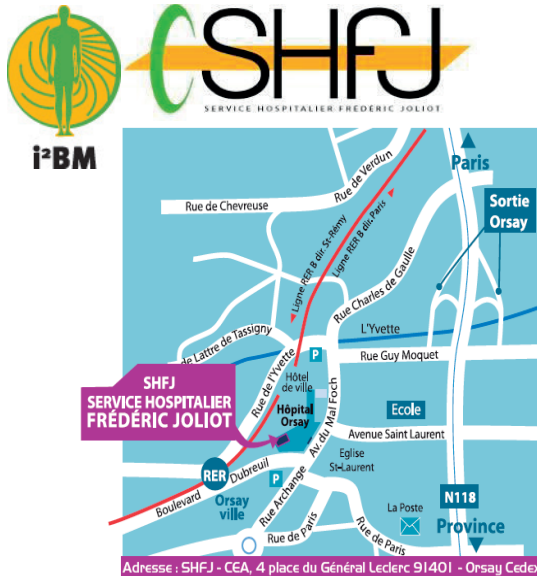 SHFJ
SERVICE HOSPITALIER FRÉDÉRIC JOLIOT
i²BM
Paris
Rue de Verdun
Rue de Chevreuse
Sortie
Orsay
Ligne RER B dir. St-Rémy
Ligne RER B dir. Paris
Rue Charles de Gaulle
L'Yvette
de Lattre de Tassigny
P
Rue Guy Moquet
Rue de l'Yvette
Hôtel
de ville
SHFJ
SERVICE HOSPITALIER
FRÉDÉRIC JOLIOT
Hôpital
Orsay
Av. du Mal Foch
Ecole
Avenue Saint Laurent
Eglise
St-Laurent
RER
Boulevard Dubreuil
P
Orsay
ville
Rue Archange
N118
La Poste
Province
Rue de Paris
Rue de Paris
Adresse : SHFJ - CEA, 4 place du Général Leclerc 91401 - Orsay Cedex